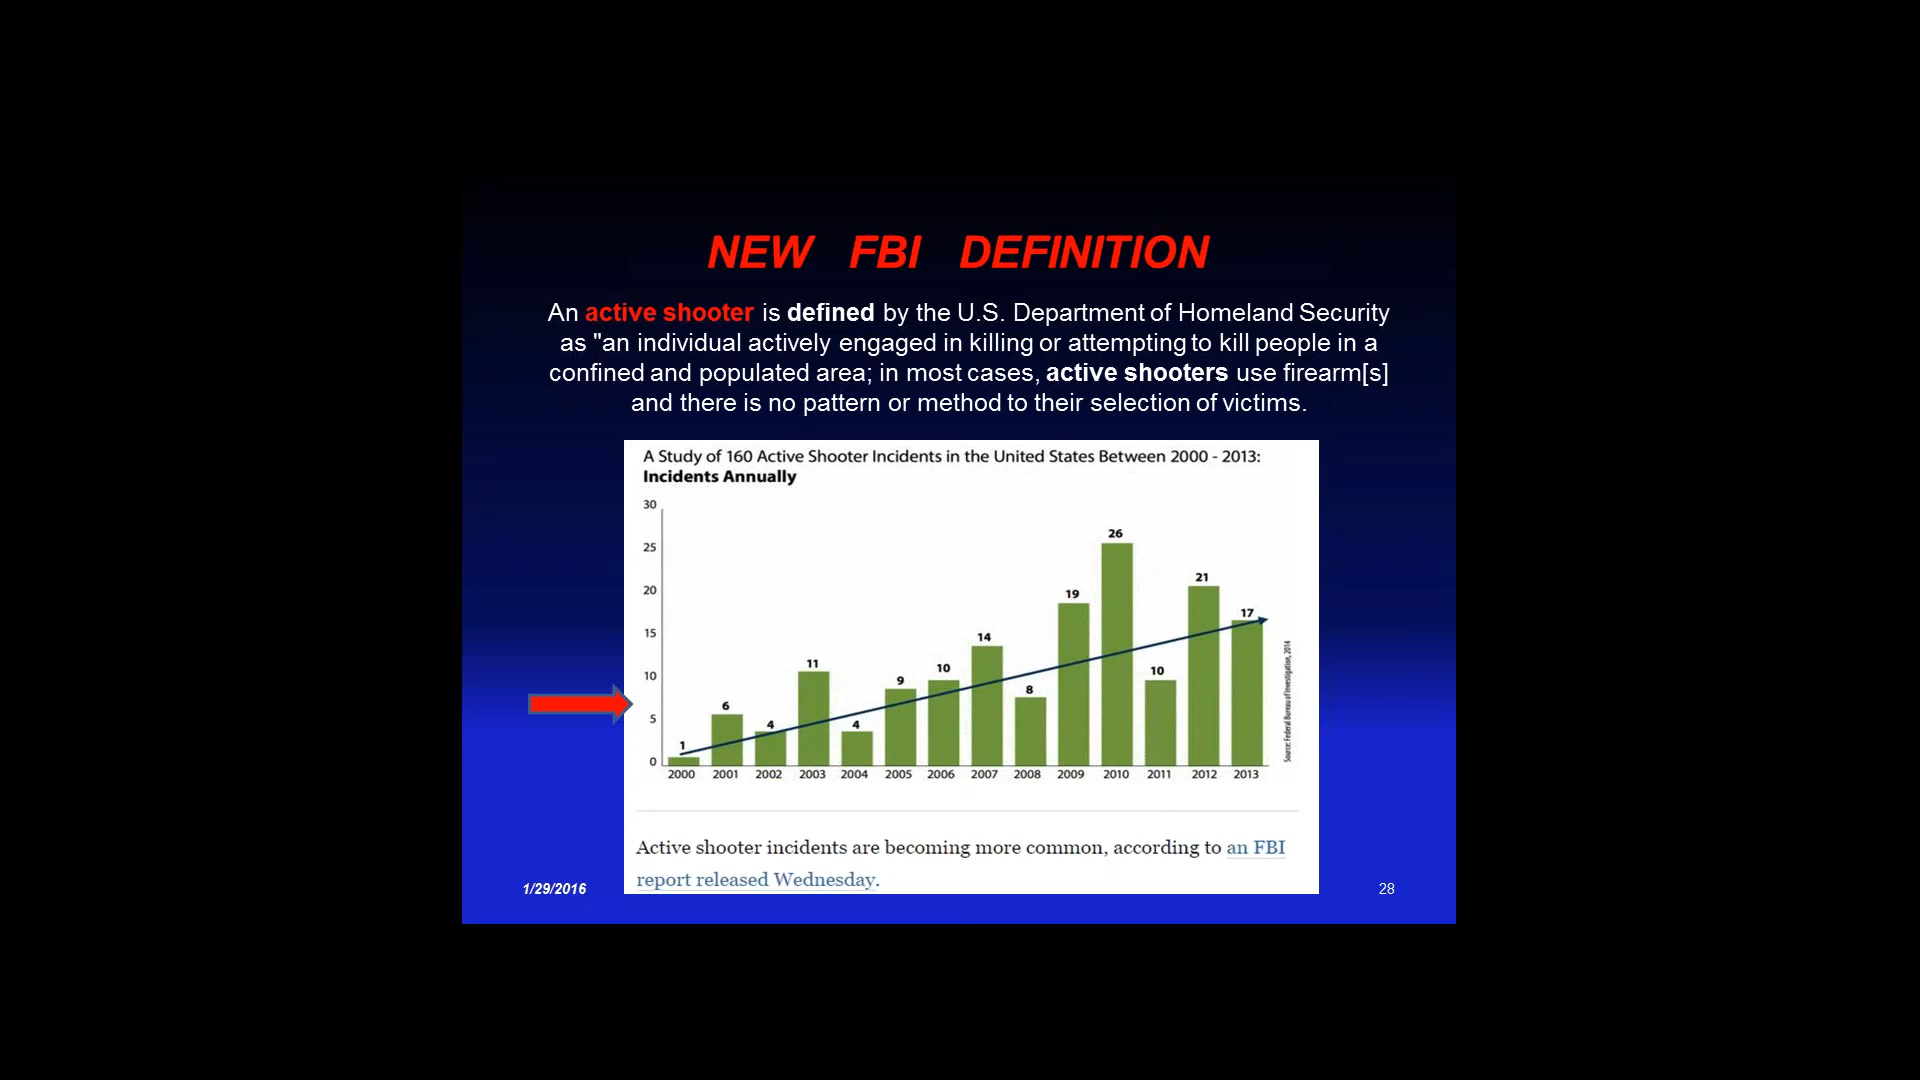 NEW FBI DEFINITION
An active shooter is defined by the U.S. Department of Homeland Security
as "an individual actively engaged in killing or attempting to kill people in a
confined and populated area; in most cases, active shooters use firearm[s]
and there is no pattern or method to their selection of victims.
A Study of 160 Active Shooter Incidents in the United States Between 2000 - 2013:
Incidents Annually
30
25
20
15
10
5
0
1
6
4
11
4
9
10
14
8
19
26
10
21
17
2000 2001 2002 2003 2004 2005 2006 2007 2008 2009 2010 2011 2012 2013
Source: Federal Bureau of Investigation, 2014
Active shooter incidents are becoming more common, according to an FBI
report released Wednesday.
1/29/2016
28